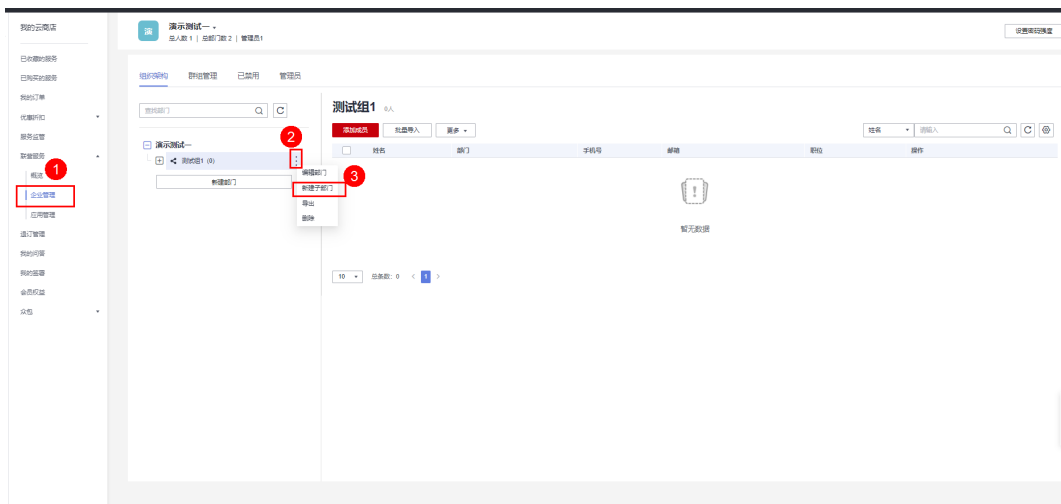 我的云商店
已收藏的服务
已购买的服务
我的订单
优惠折扣
服务监管
联营服务
概览
1
企业管理
应用管理
退订管理
我的问答
我的签署
会员权益
众包
演
演示测试一
总人数 1 | 总部门数 2 | 管理员1
设置密码强度
组织架构 群组管理 已禁用 管理员
查找部门
演示测试一
2
测试组1 (0)
新建部门
编辑部门
新建子部门
3
导出
删除
测试组1 0人
添加成员 批量导入 更多
姓名 请输入
姓名 部门 手机号 邮箱 职位 操作
暂无数据
10 总条数: 0 < 1 >